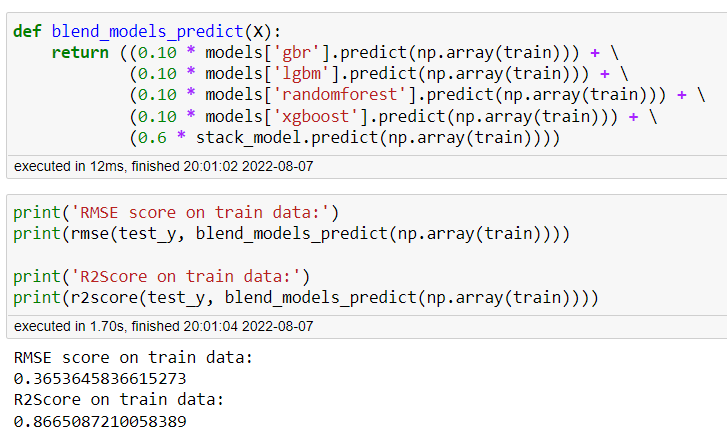 def blend_models_predict(X):
    return ((0.10 * models['gbr'].predict(np.array(train))) + \
            (0.10 * models['lgbm'].predict(np.array(train))) + \
            (0.10 * models['randomforest'].predict(np.array(train))) + \
            (0.10 * models['xgboost'].predict(np.array(train))) + \
            (0.6 * stack_model.predict(np.array(train))))
executed in 12ms, finished 20:01:02 2022-08-07
print('RMSE score on train data:')
print(rmse(test_y, blend_models_predict(np.array(train))))
print('R2Score on train data:')
print(r2score(test_y, blend_models_predict(np.array(train))))
executed in 1.70s, finished 20:01:04 2022-08-07
RMSE score on train data:
0.3653645836615273
R2Score on train data:
0.8665087210058389